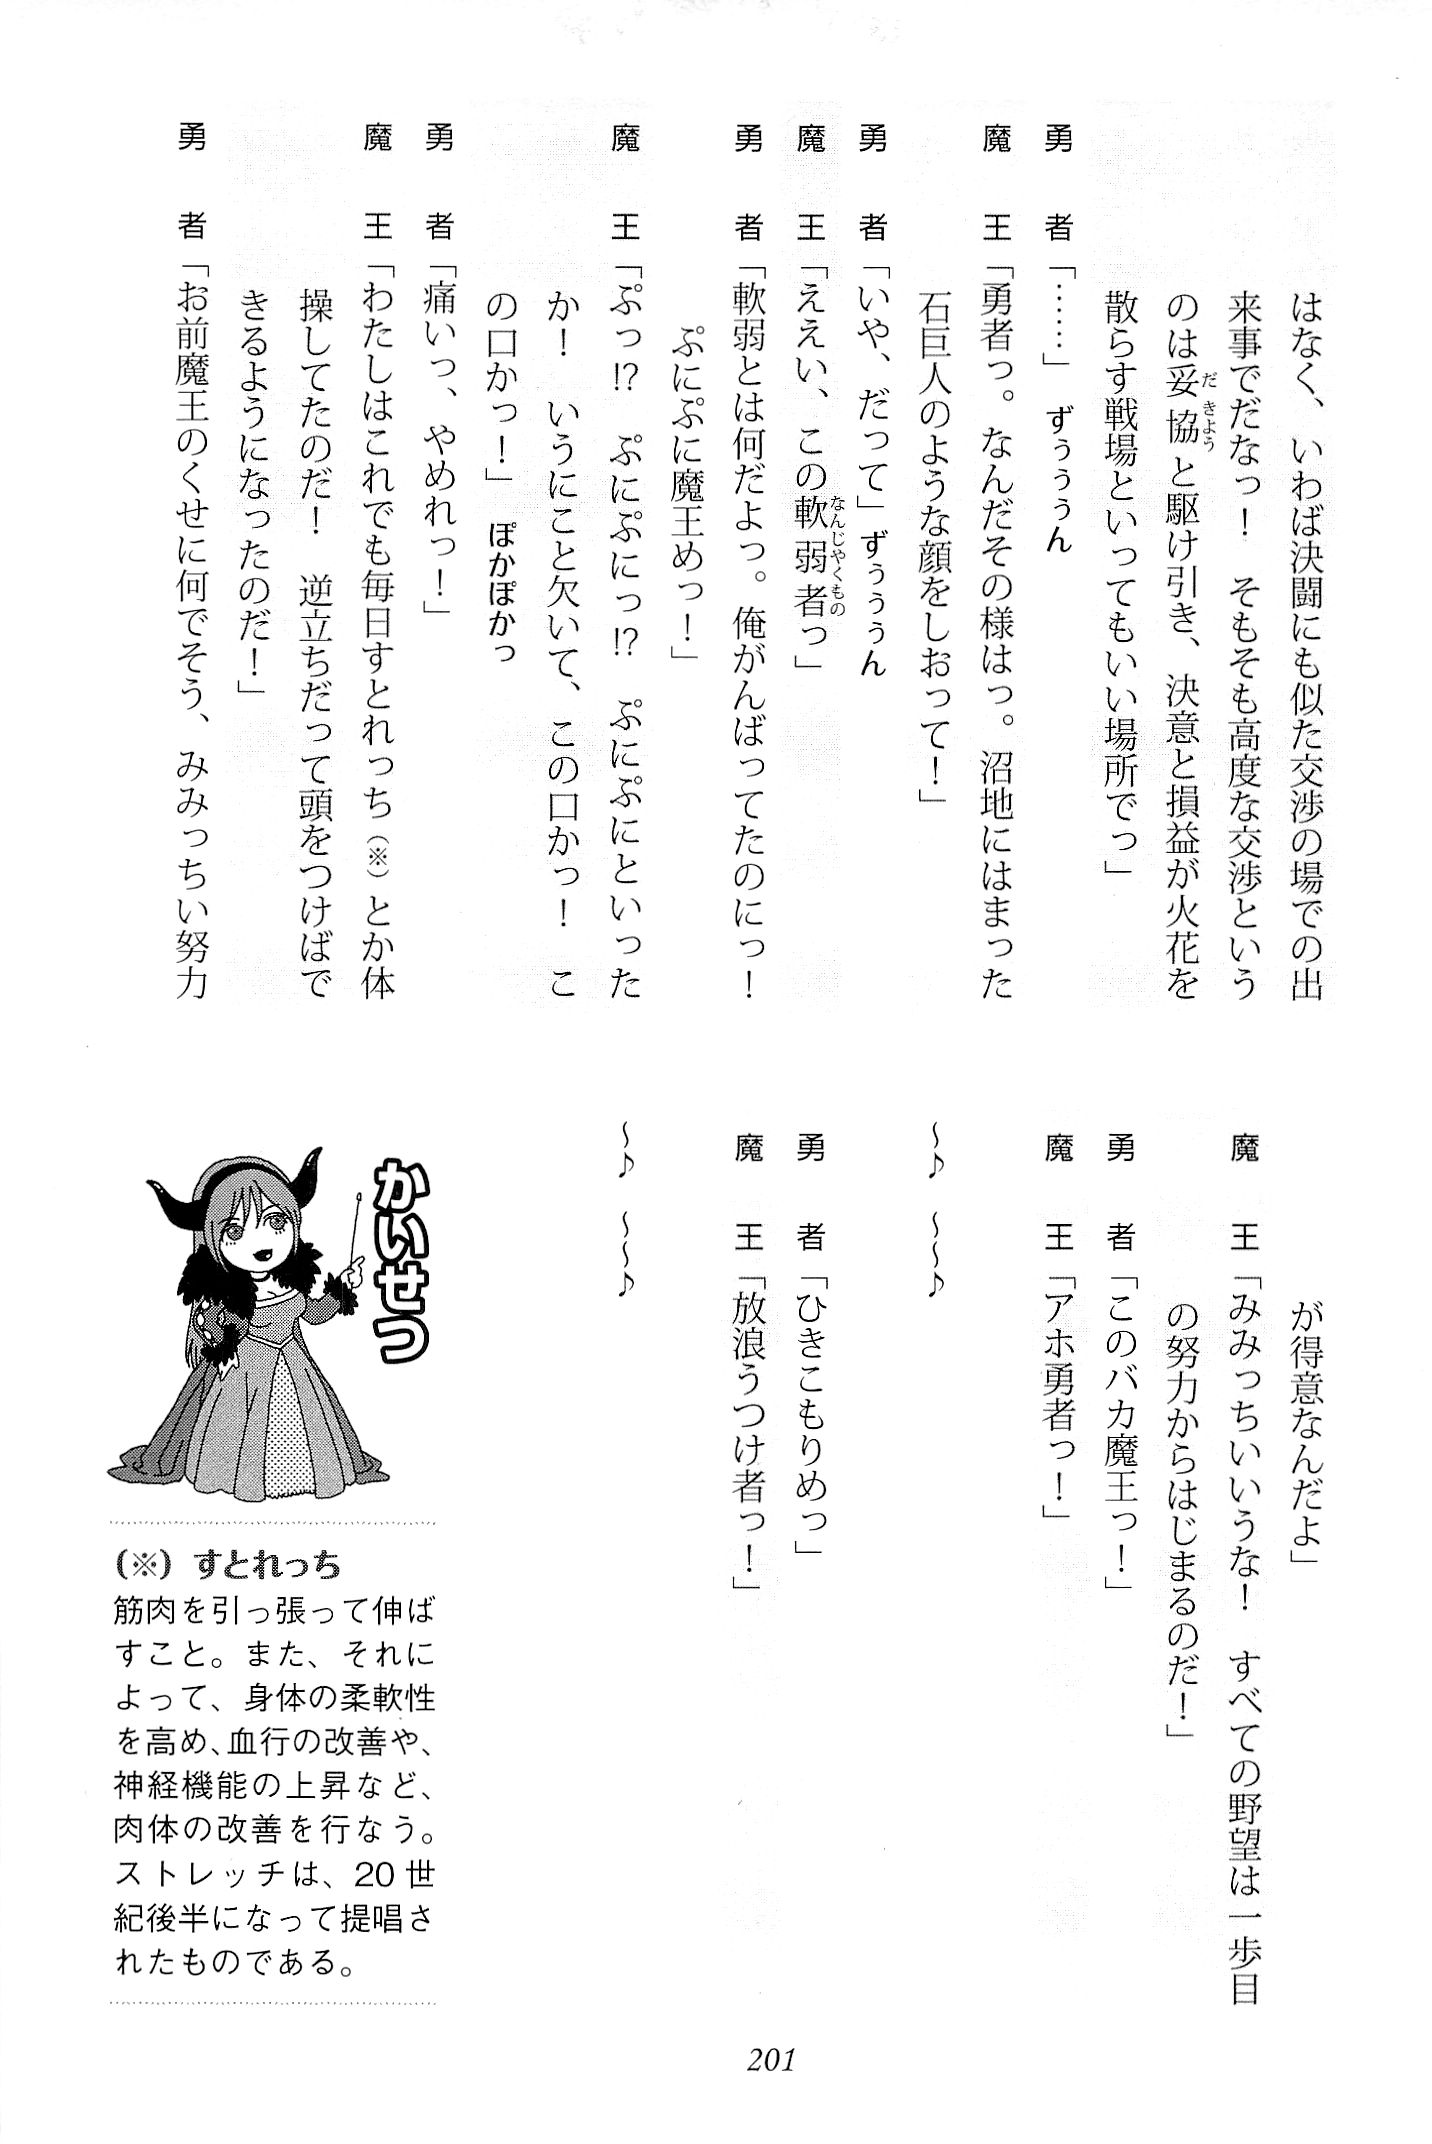 はなく、いわば決闘にも似た交渉の場での出
来事でだなっ！　そもそも高度な交渉という
のは妥協と駆け引き、決意と損益が火花を
だきよう
散らす戦場といってもいい場所でっ」
勇　者「……」　ずぅぅぅん
魔　王「勇者っ。なんだその様はっ。沼地にはまった
石巨人のような顔をしおって！」
勇　者「いや、だって」ずぅぅぅん
魔　王「ええい、この軟弱者っ」
なんじやくもの
勇　者「軟弱とは何だよっ。俺がんばってたのにっ！
ぷにぷに魔王めっ！」
魔　王「ぷっ!?　ぷにぷにっ!?　ぷにぷにといった
か！　いうにこと欠いて、この口かっ！　こ
の口かっ！」　ぽかぽかっ
勇　者「痛いっ、やめれっ！」
魔　王「わたしはこれでも毎日すとれっち（※）とか体
操してたのだ！　逆立ちだって頭をつけばで
きるようになったのだ！」
勇　者「お前魔王のくせに何でそう、みみっちい努力
が得意なんだよ」
魔　王「みみっちいいうな！　すべての野望は一歩目
の努力からはじまるのだ！」
勇　者「このバカ魔王っ！」
魔　王「アホ勇者っ！」
～♪　～～♪
勇　者「ひきこもりめっ」
魔　王「放浪うつけ者っ！」
～♪　～～♪
かいせつ
（※）すとれっち
筋肉を引っ張って伸ば
すこと。また、それに
よって、身体の柔軟性
を高め、血行の改善や、
神経機能の上昇など、
肉体の改善を行なう。
ストレッチは、20世
紀後半になって提唱さ
れたものである。
201